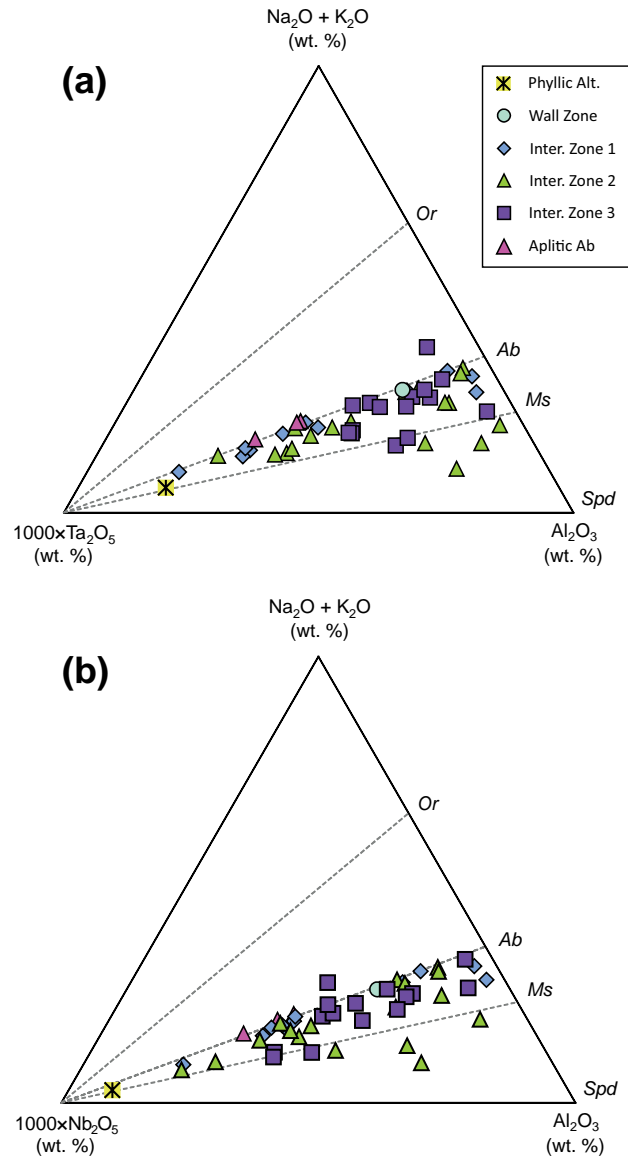 Na₂O + K₂O
(wt. %)
(a)
Phyllic Alt.
Wall Zone
Inter. Zone 1
Inter. Zone 2
Inter. Zone 3
Aplitic Ab
Or
Ab
Ms
Spd
1000×Ta₂O₅
(wt. %)
Al₂O₃
(wt. %)
Na₂O + K₂O
(wt. %)
(b)
Or
Ab
Ms
Spd
1000×Nb₂O₅
(wt. %)
Al₂O₃
(wt. %)